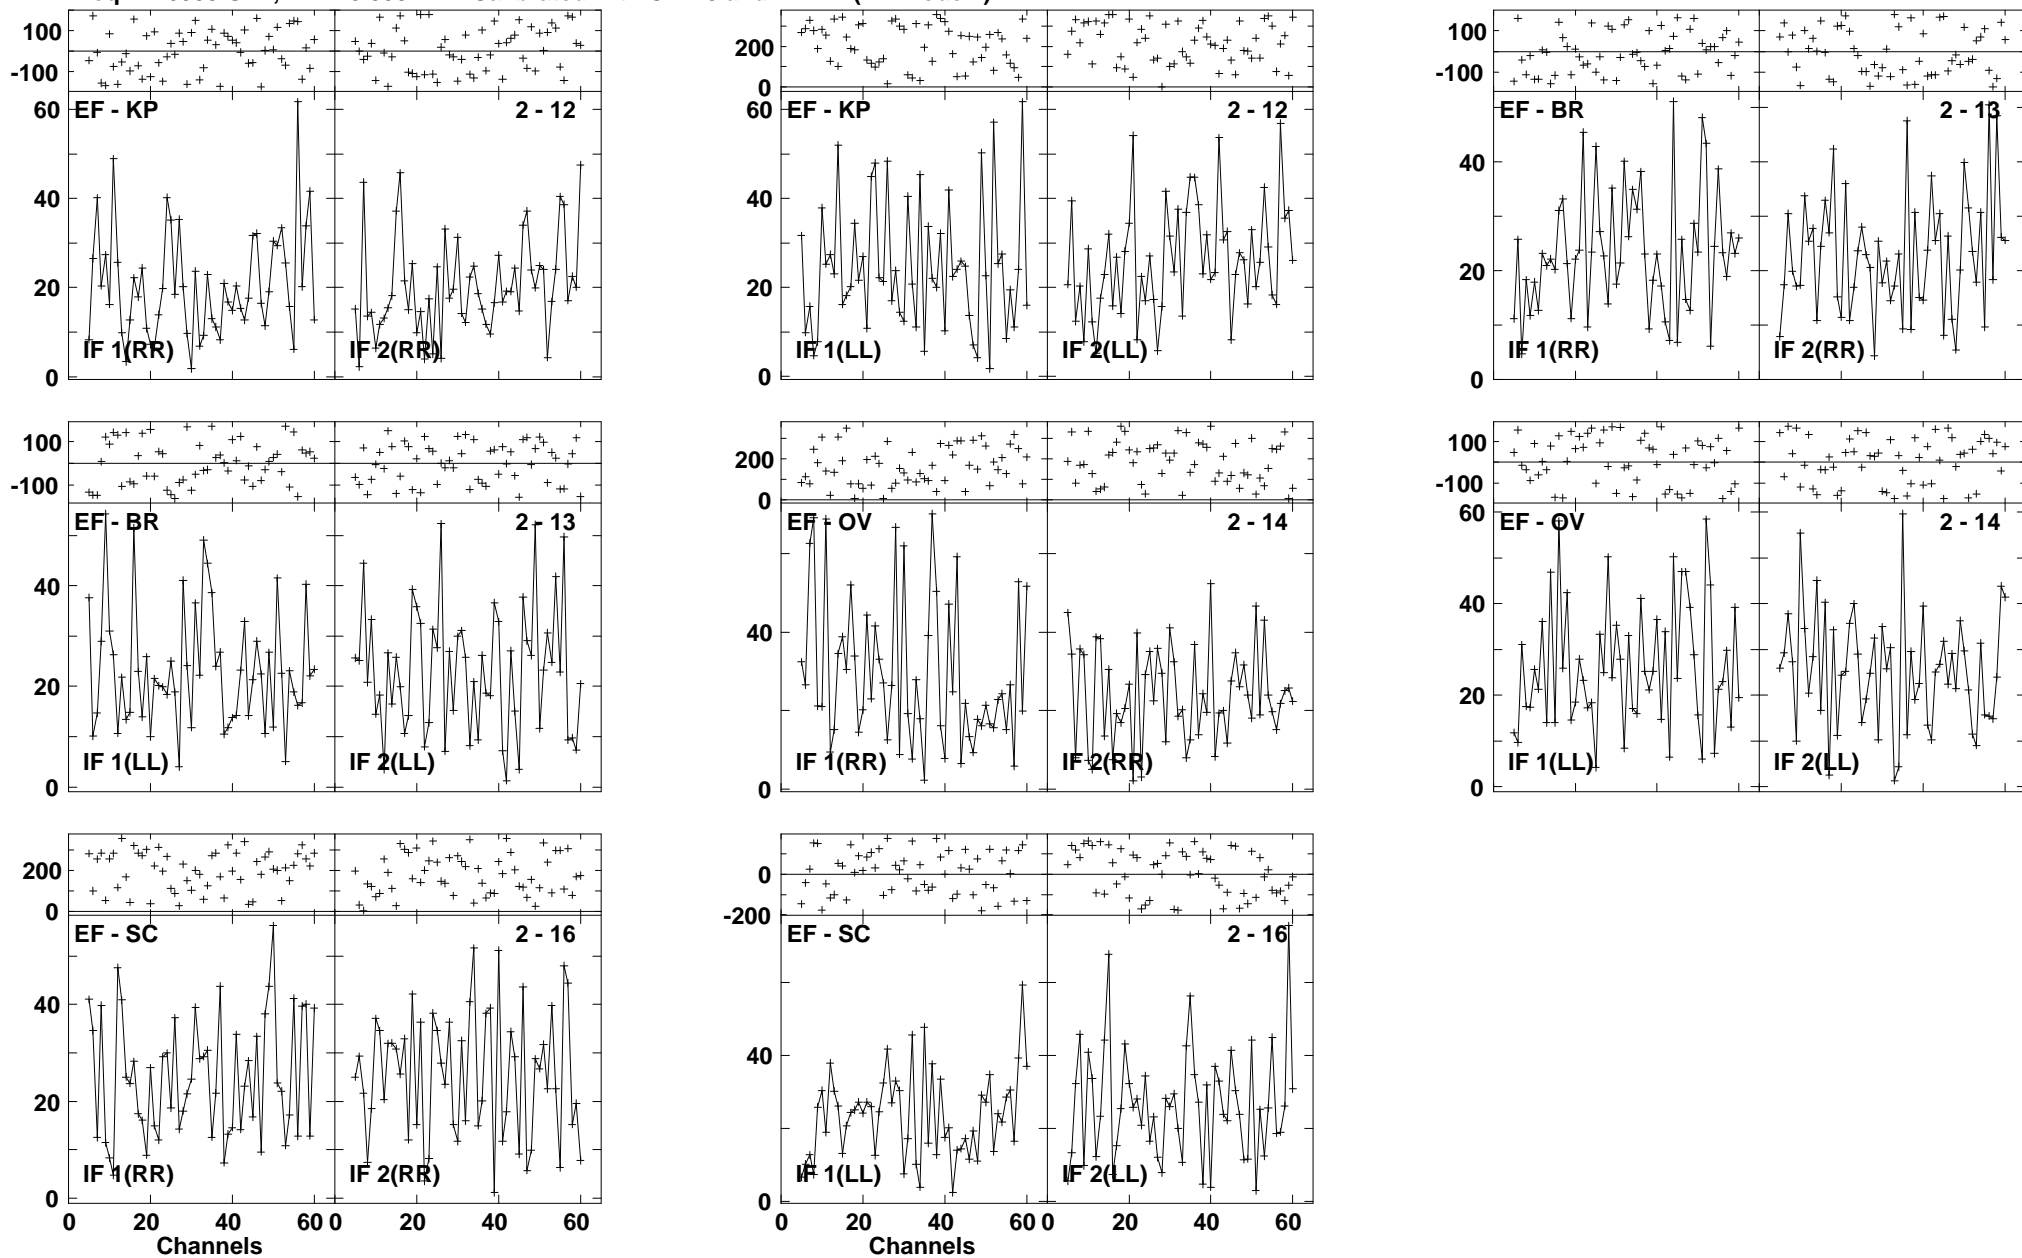 100
-100
60
40
20
0
EF - KP
2 - 12
IF 1(RR)
IF 2(RR)
200
0
60
40
20
0
EF - KP
2 - 12
IF 1(LL)
IF 2(LL)
100
-100
40
20
0
EF - BR
2 - 13
IF 1(RR)
IF 2(RR)
100
-100
40
20
0
EF - BR
2 - 13
IF 1(LL)
IF 2(LL)
200
0
40
0
EF - OV
2 - 14
IF 1(RR)
IF 2(RR)
100
-100
60
40
20
0
EF - OV
2 - 14
IF 1(LL)
IF 2(LL)
200
0
40
20
0
EF - SC
2 - 16
IF 1(RR)
IF 2(RR)
0 20 40 60 0 20 40 60
Channels
0
-200
40
0
EF - SC
2 - 16
IF 1(LL)
IF 2(LL)
0 20 40 60 0 20 40 60
Channels